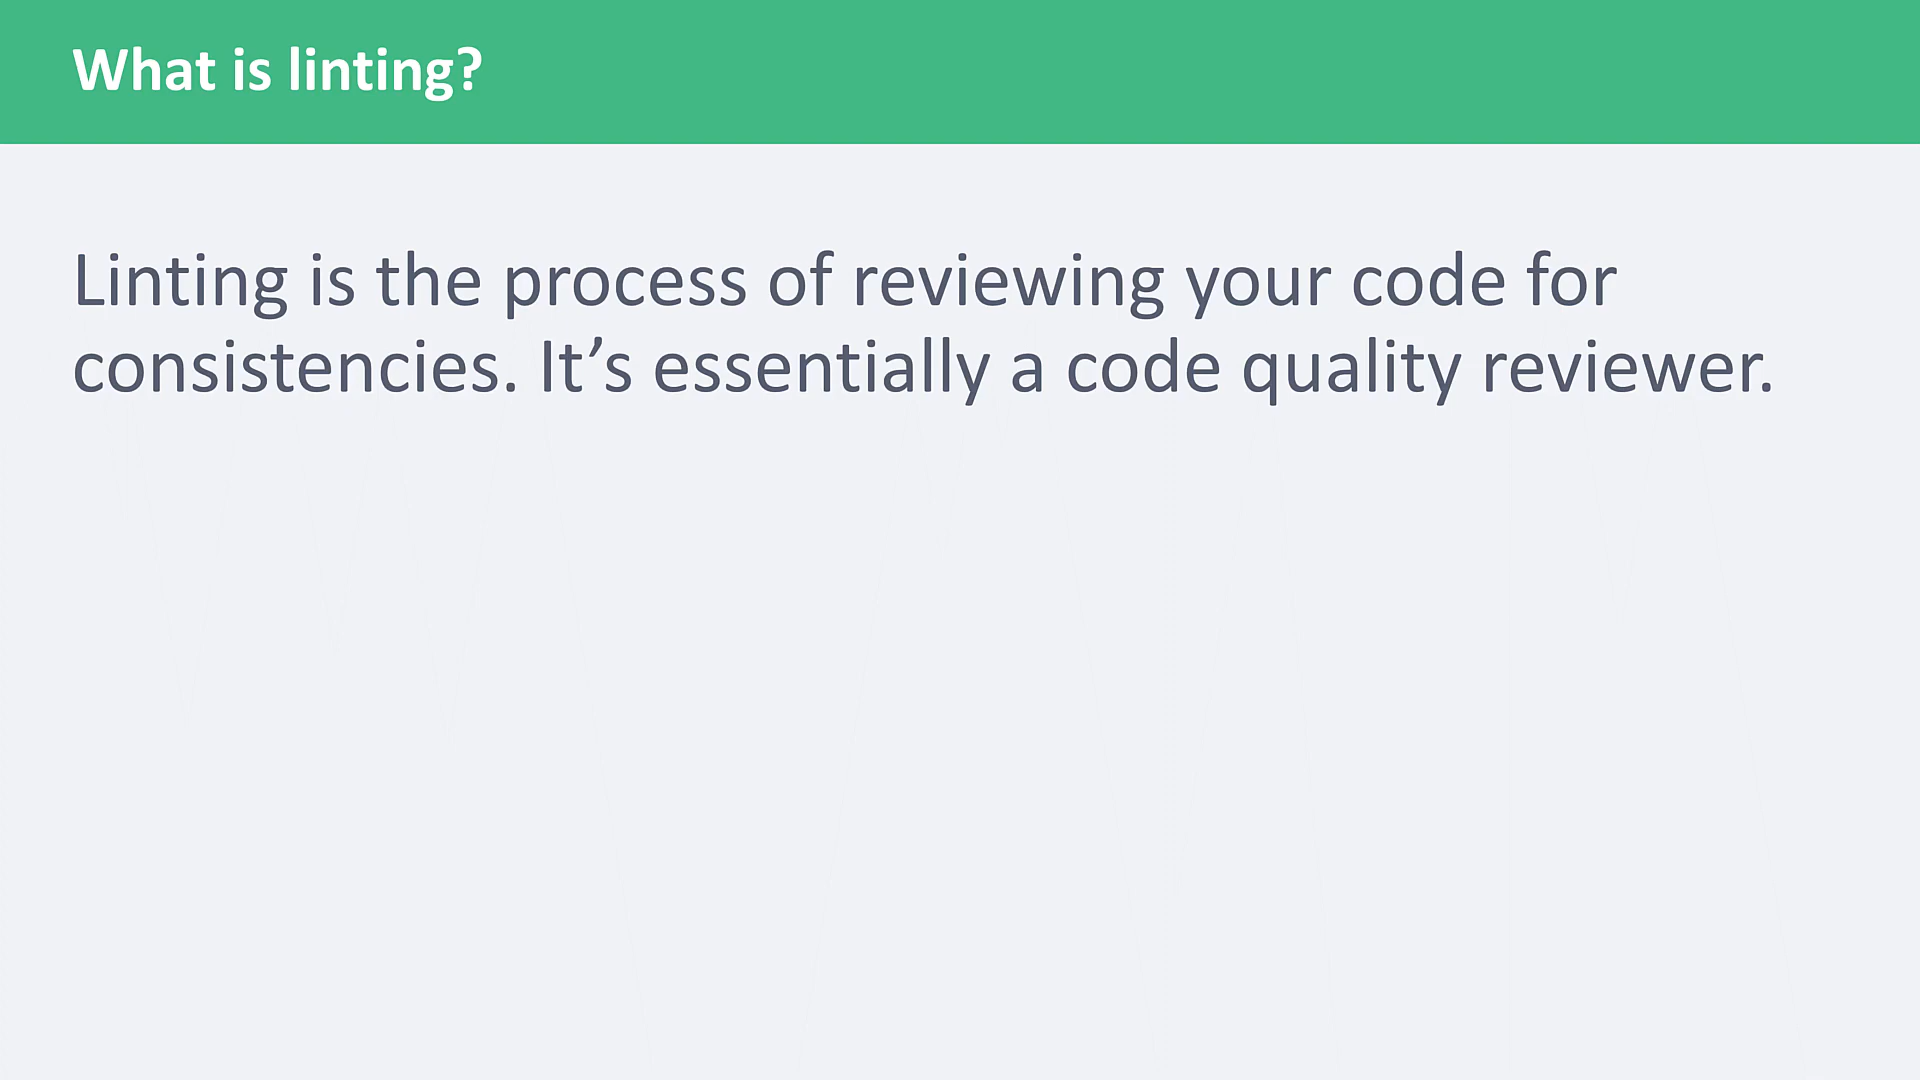 What is linting?
Linting is the process of reviewing your code for
consistencies. It’s essentially a code quality reviewer.